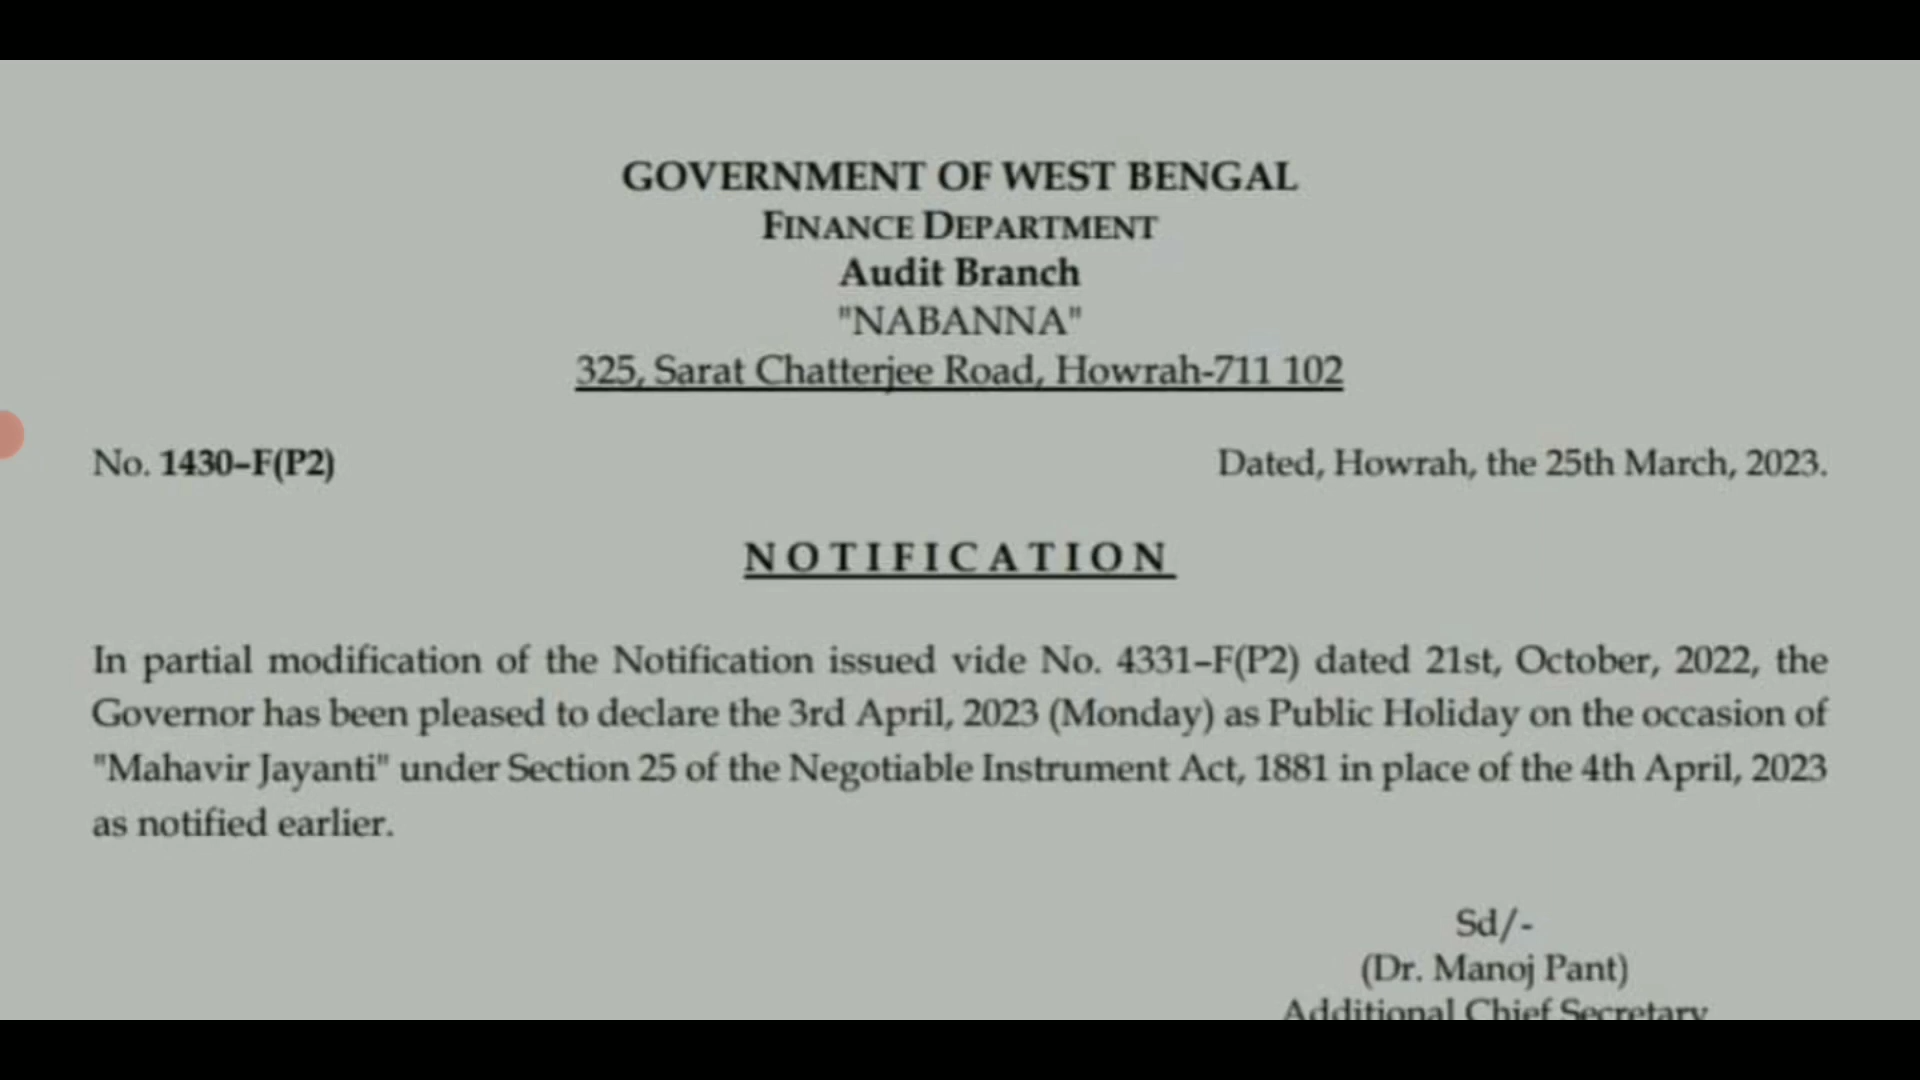 GOVERNMENT OF WEST BENGAL
FINANCE DEPARTMENT
Audit Branch
"NABANNA"
325, Sarat Chatterjee Road, Howrah-711 102
No. 1430–F(P2)
Dated, Howrah, the 25th March, 2023.
NOTIFICATION
In partial modification of the Notification issued vide No. 4331–F(P2) dated 21st, October, 2022, the
Governor has been pleased to declare the 3rd April, 2023 (Monday) as Public Holiday on the occasion of
"Mahavir Jayanti" under Section 25 of the Negotiable Instrument Act, 1881 in place of the 4th April, 2023
as notified earlier.
Sd/-
(Dr. Manoj Pant)
Additional Chief Secretary